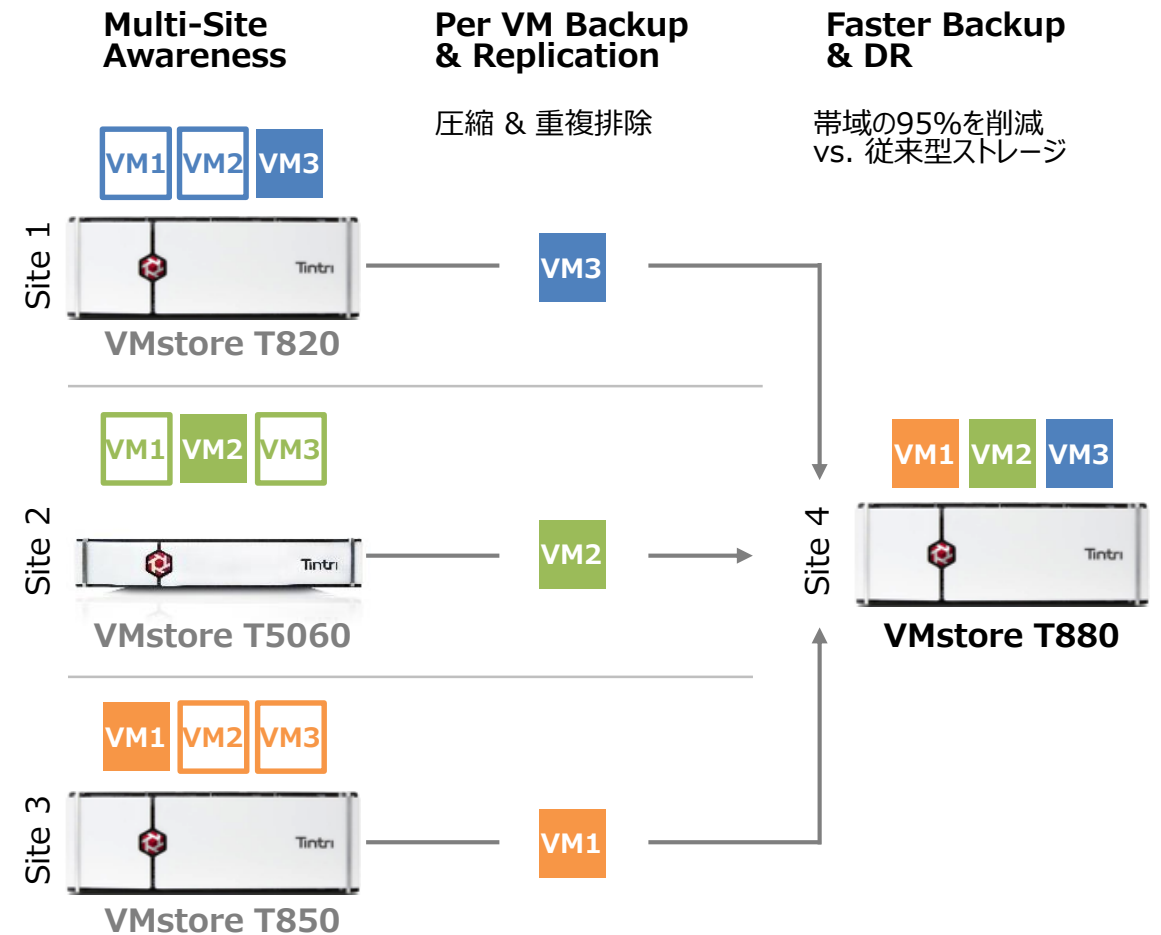 Multi-Site
Awareness
Per VM Backup
& Replication
Faster Backup
& DR
圧縮 & 重複排除
帯域の95%を削減
vs. 従来型ストレージ
VM1 VM2 VM3
Site 1
Tintri
VMstore T820
VM3
VM1 VM2 VM3
Site 2
Tintri
VMstore T5060
VM2
VM1 VM2 VM3
Site 4
Tintri
VMstore T880
VM1 VM2 VM3
Site 3
Tintri
VMstore T850
VM1